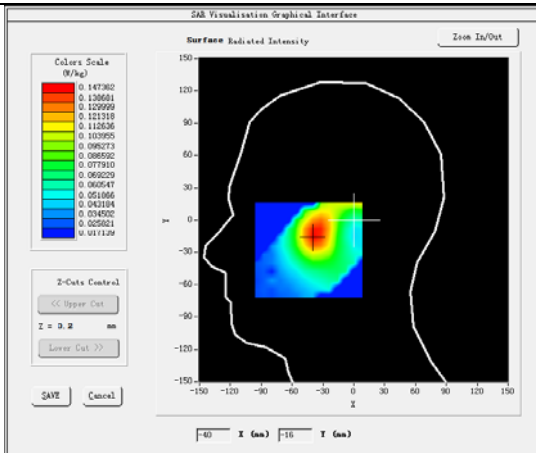 SAR Visualisation Graphical Interface
Surface Radiated Intensity
Zoom In/Out
Colors Scale
(W/kg)
0.147362
0.138681
0.129999
0.121318
0.112636
0.103955
0.095273
0.086592
0.077910
0.069229
0.060547
0.051866
0.043184
0.034502
0.025821
0.017139
Z-Cuts Control
<< Upper Cut
Z = 0.2 mm
Lower Cut >>
SAVE Cancel
150
120
90
60
30
0
-30
-60
-90
-120
-150
Y
-150 -120 -90 -60 -30 0 30 60 90 120 150
X
-40 X (mm) -16 Y (mm)